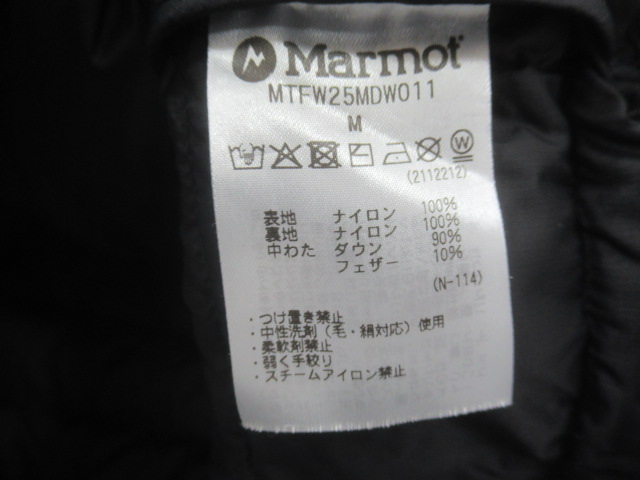 Marmot
MTFW25MDW011
M
W
(2112212)
表地 ナイロン 100%
裏地 ナイロン 100%
中わた ダウン 90%
フェザー 10%
(N-114)
・つけ置き禁止
・中性洗剤（毛・絹対応）使用
・柔軟剤禁止
・弱く手絞り
・スチームアイロン禁止